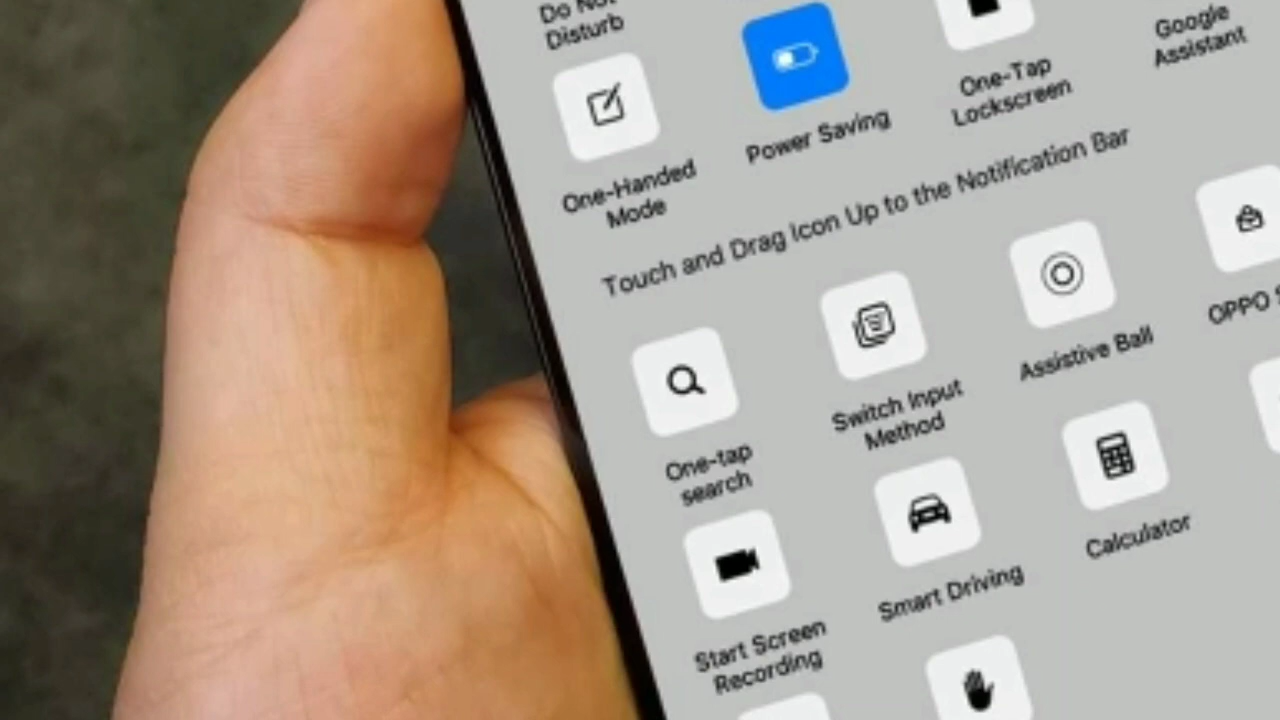 Do Not
Disturb
One-Handed
Mode
Power Saving
One-Tap
Lockscreen
Google
Assistant
Touch and Drag Icon Up to the Notification Bar
One-tap
search
Switch Input
Method
Assistive Ball
OPPO
Start Screen
Recording
Smart Driving
Calculator